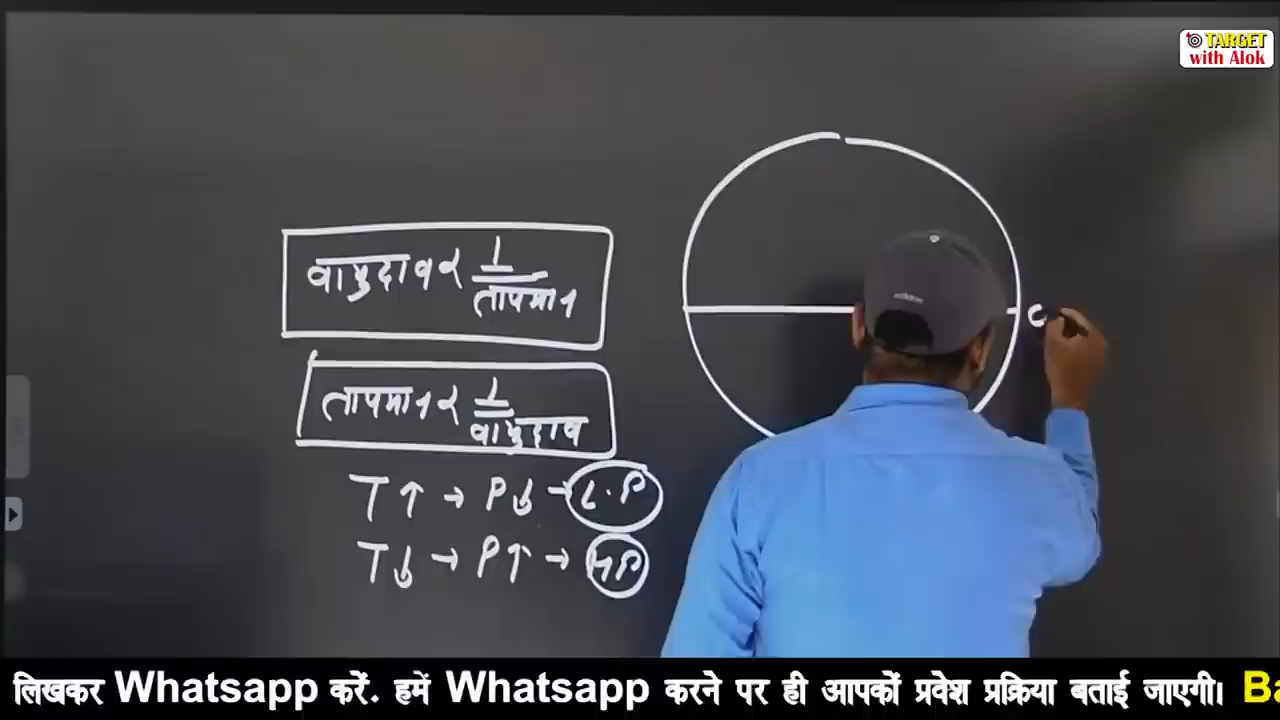 TARGET
with Alok
वायुदाब ∝ 1/तापमान
तापमान ∝ 1/वायुदाब
T↑ → P↓ → L.P
T↓ → P↑ → HP
लिखकर Whatsapp करें. हमें Whatsapp करने पर ही आपकों प्रवेश प्रक्रिया बताई जाएगी। Ba